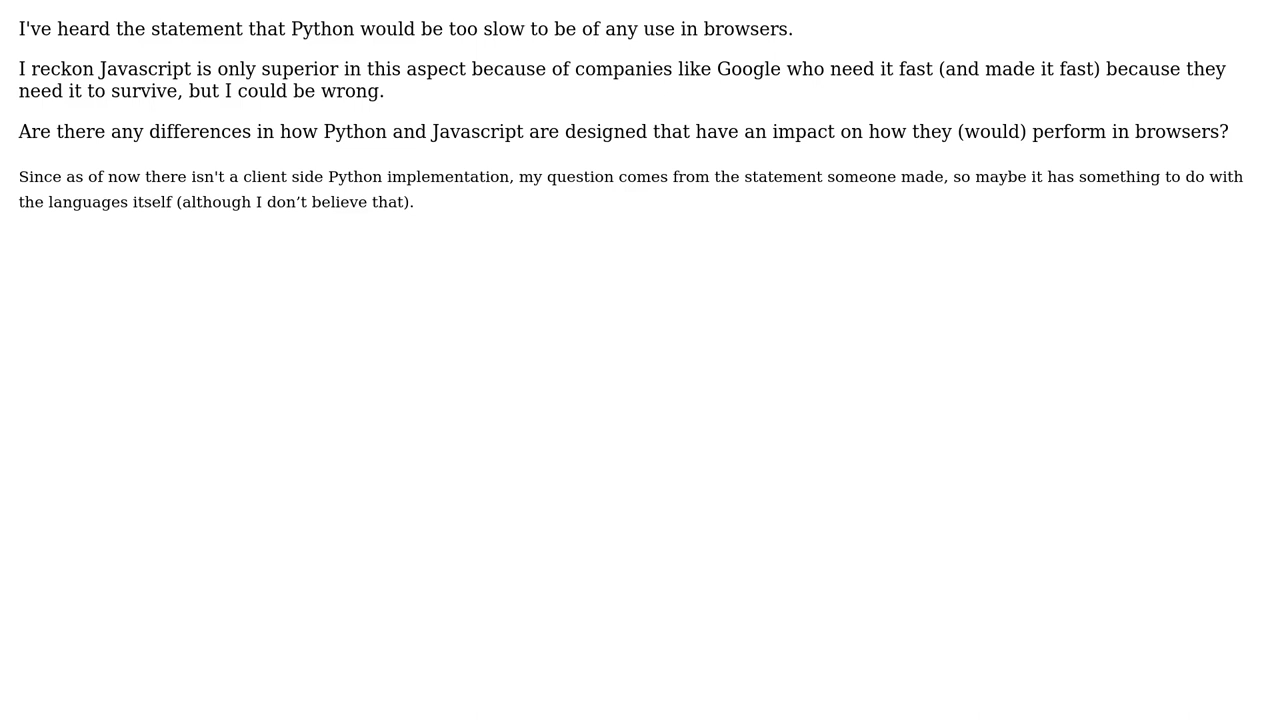 I've heard the statement that Python would be too slow to be of any use in browsers.
I reckon Javascript is only superior in this aspect because of companies like Google who need it fast (and made it fast) because they
need it to survive, but I could be wrong.
Are there any differences in how Python and Javascript are designed that have an impact on how they (would) perform in browsers?
Since as of now there isn't a client side Python implementation, my question comes from the statement someone made, so maybe it has something to do with
the languages itself (although I don’t believe that).